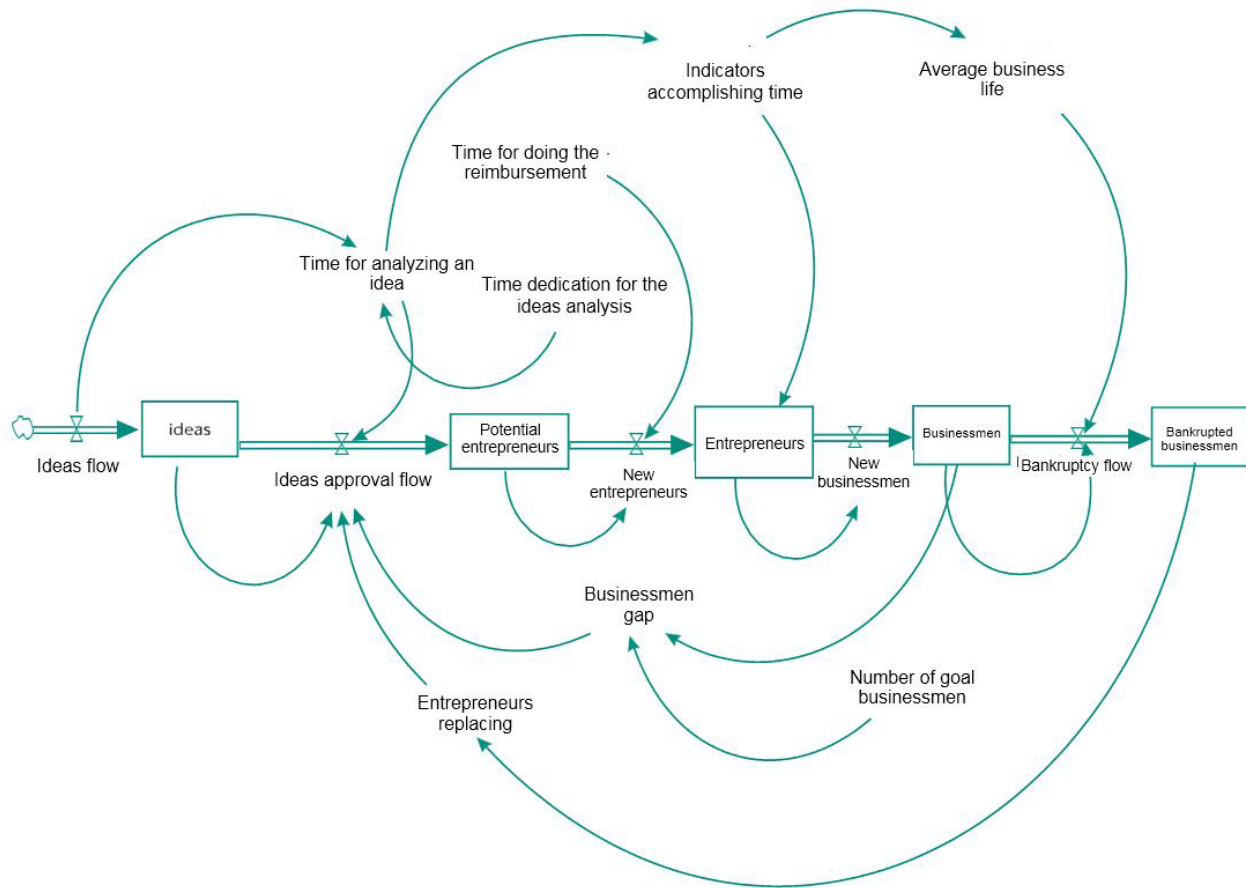 Indicators
accomplishing time
Average business
life
Time for doing the
reimbursement
Time for analyzing an
idea
Time dedication for the
ideas analysis
ideas
Potential
entrepreneurs
Entrepreneurs
Businessmen
Bankrupted
businessmen
Ideas flow
Ideas approval flow
New
entrepreneurs
New
businessmen
Bankruptcy flow
Businessmen
gap
Number of goal
businessmen
Entrepreneurs
replacing